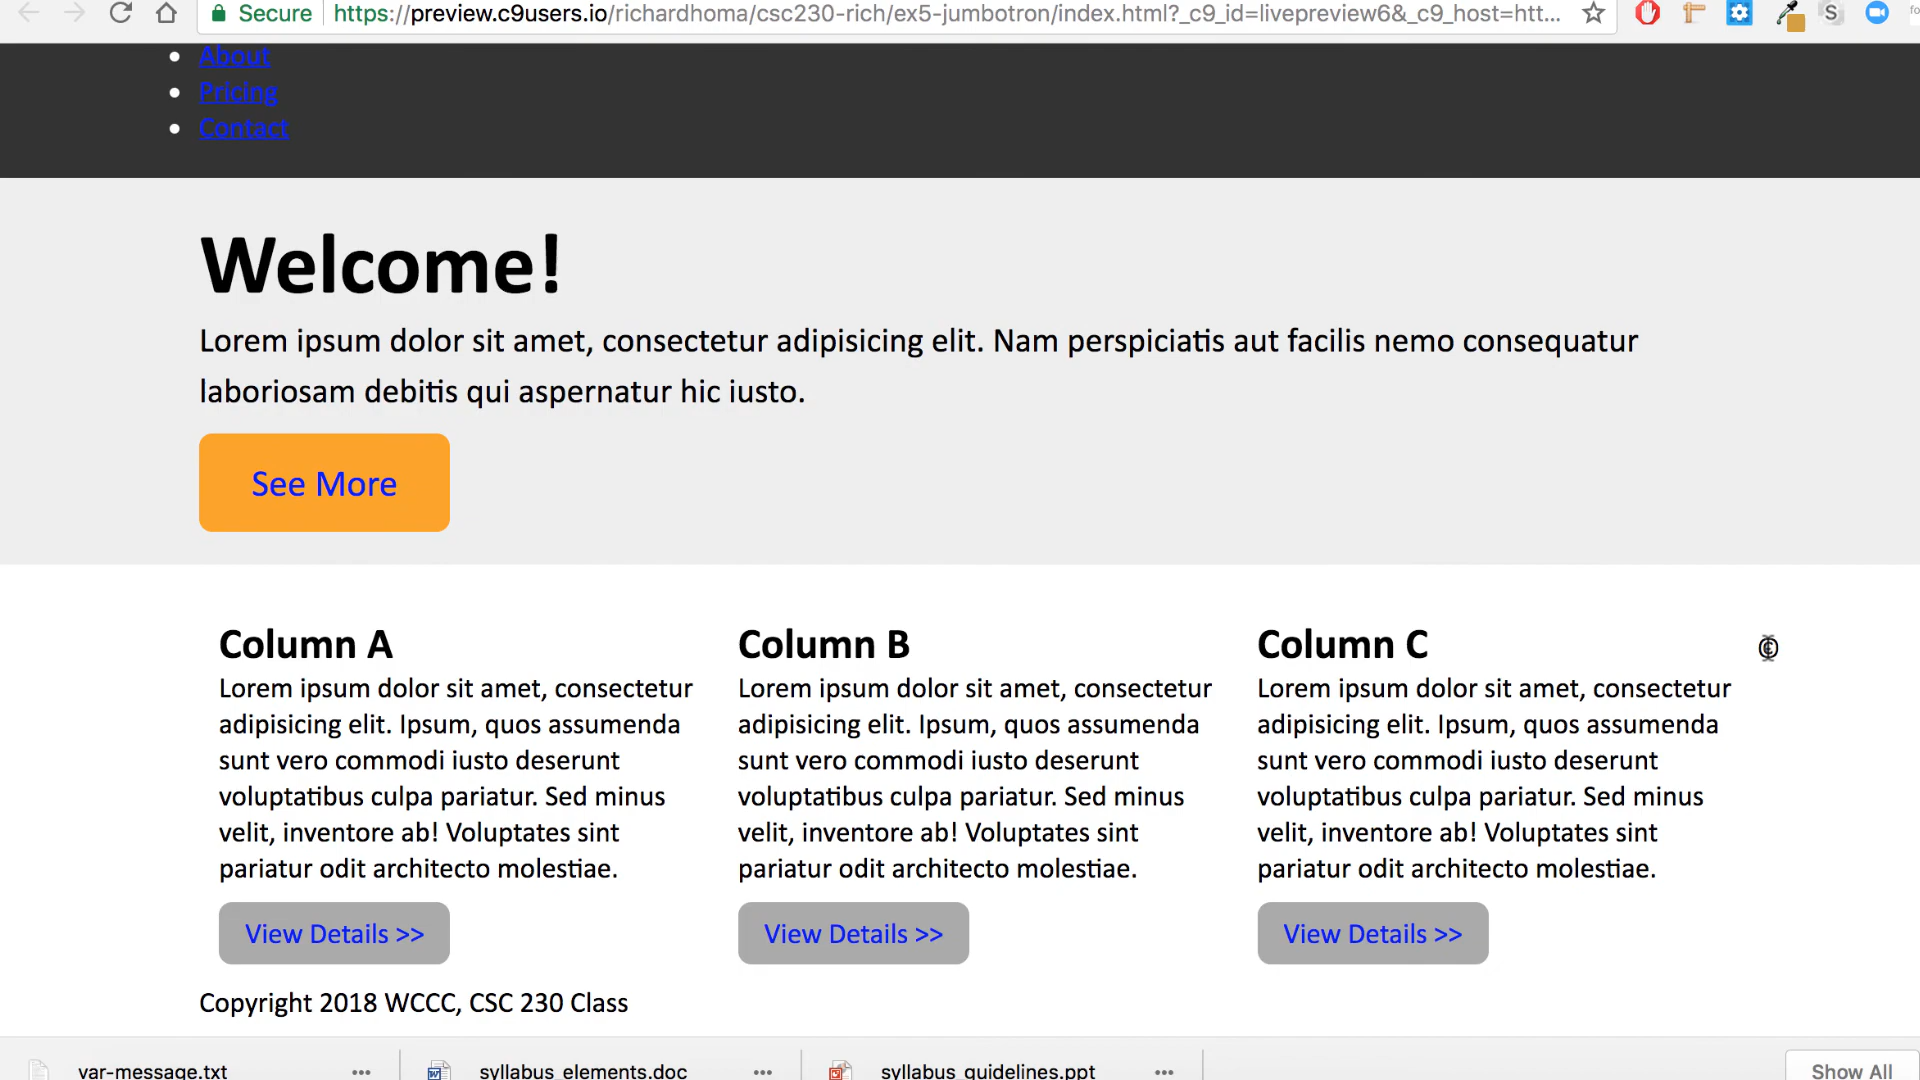 Secure https://preview.c9users.io/richardhoma/csc230-rich/ex5-jumbotron/index.html?_c9_id=livepreview6&_c9_host=htt...
About
Pricing
Contact
Welcome!
Lorem ipsum dolor sit amet, consectetur adipisicing elit. Nam perspiciatis aut facilis nemo consequatur
laboriosam debitis qui aspernatur hic iusto.
See More
Column A
Lorem ipsum dolor sit amet, consectetur
adipisicing elit. Ipsum, quos assumenda
sunt vero commodi iusto deserunt
voluptatibus culpa pariatur. Sed minus
velit, inventore ab! Voluptates sint
pariatur odit architecto molestiae.
View Details >>
Column B
Lorem ipsum dolor sit amet, consectetur
adipisicing elit. Ipsum, quos assumenda
sunt vero commodi iusto deserunt
voluptatibus culpa pariatur. Sed minus
velit, inventore ab! Voluptates sint
pariatur odit architecto molestiae.
View Details >>
Column C
Lorem ipsum dolor sit amet, consectetur
adipisicing elit. Ipsum, quos assumenda
sunt vero commodi iusto deserunt
voluptatibus culpa pariatur. Sed minus
velit, inventore ab! Voluptates sint
pariatur odit architecto molestiae.
View Details >>
Copyright 2018 WCCC, CSC 230 Class
var-message.txt
syllabus_elements.doc
syllabus_guidelines.ppt
Show All